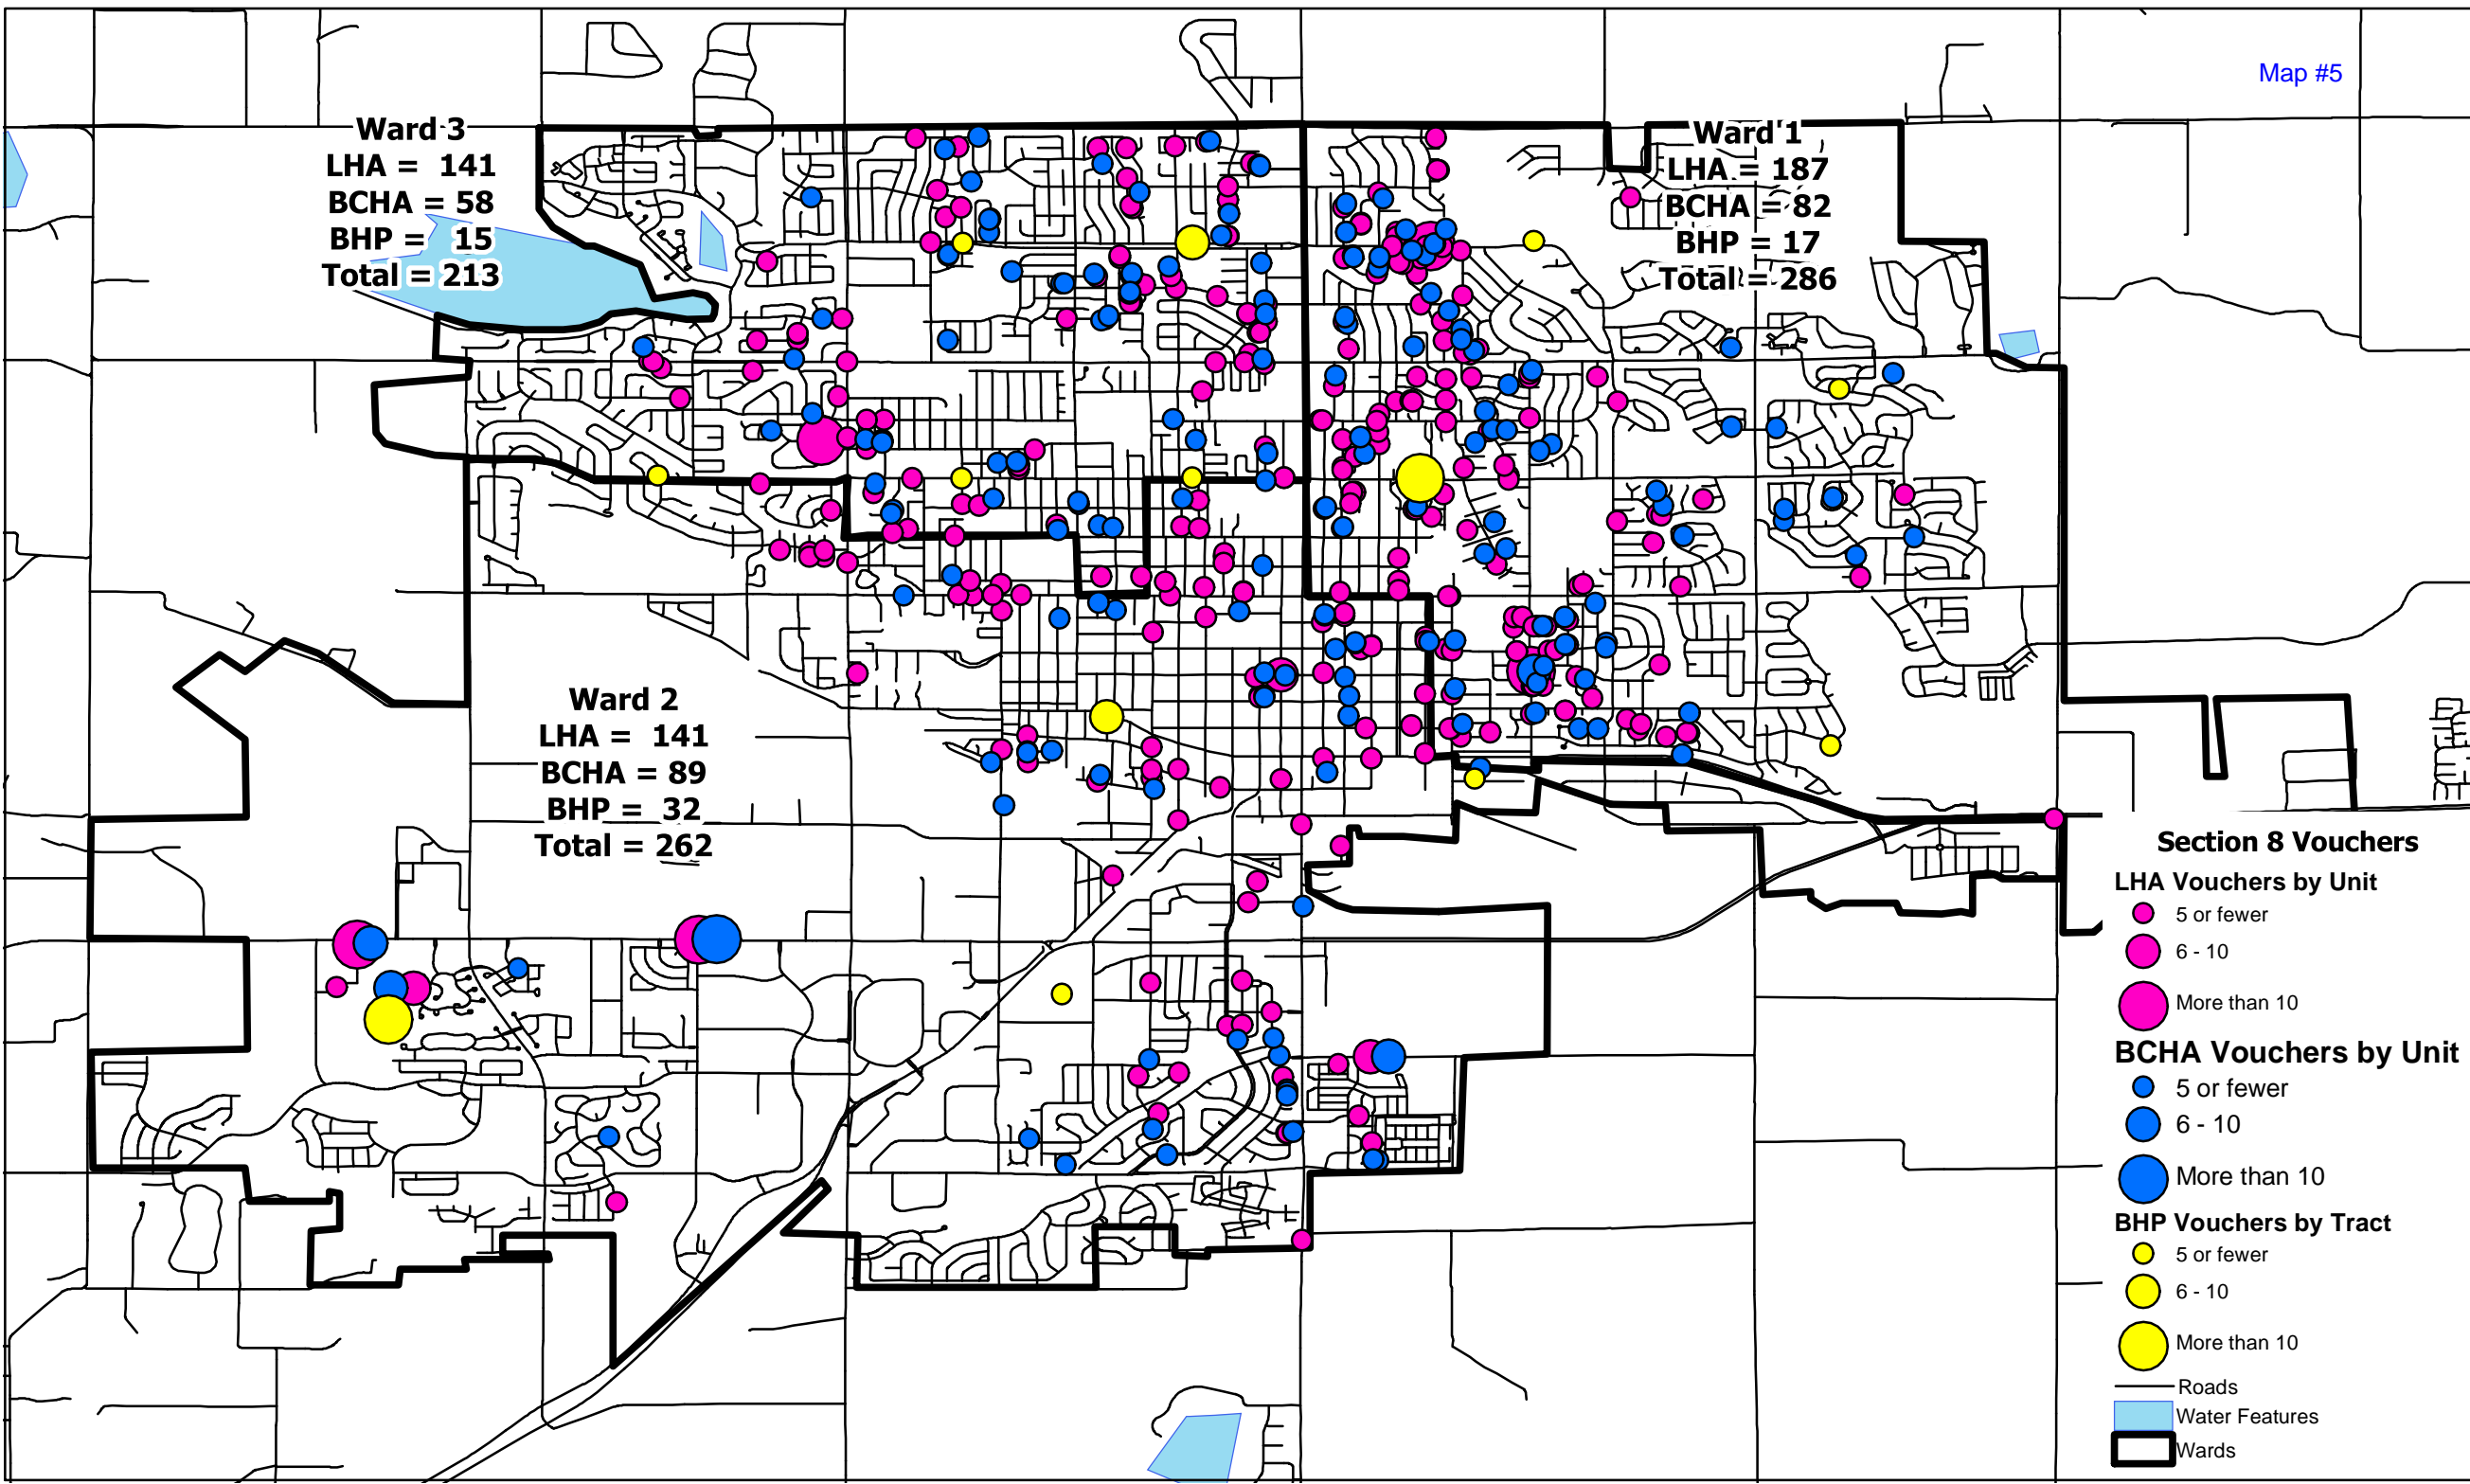 Map #5
Ward 3
LHA = 141
BCHA = 58
BHP = 15
Total = 213
Ward 1
LHA = 187
BCHA = 82
BHP = 17
Total = 286
Ward 2
LHA = 141
BCHA = 89
BHP = 32
Total = 262
Section 8 Vouchers
LHA Vouchers by Unit
5 or fewer
6 - 10
More than 10
BCHA Vouchers by Unit
5 or fewer
6 - 10
More than 10
BHP Vouchers by Tract
5 or fewer
6 - 10
More than 10
Roads
Water Features
Wards